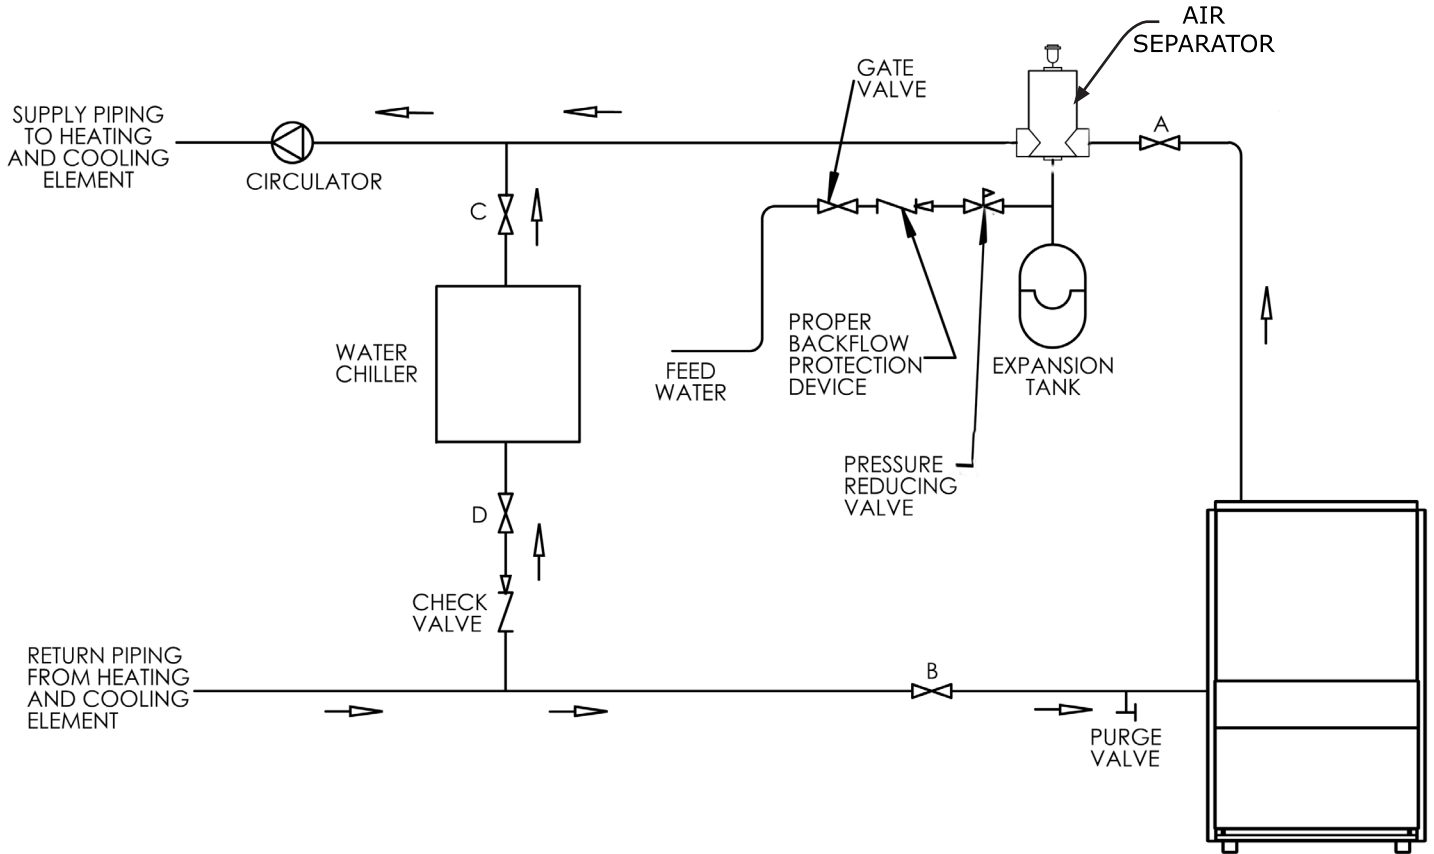 AIR
SEPARATOR
GATE
VALVE
SUPPLY PIPING
TO HEATING
AND COOLING
ELEMENT
A
CIRCULATOR
C
PROPER
BACKFLOW
PROTECTION
DEVICE
WATER
CHILLER
FEED
WATER
EXPANSION
TANK
PRESSURE
REDUCING
VALVE
D
CHECK
VALVE
RETURN PIPING
FROM HEATING
AND COOLING
ELEMENT
B
PURGE
VALVE